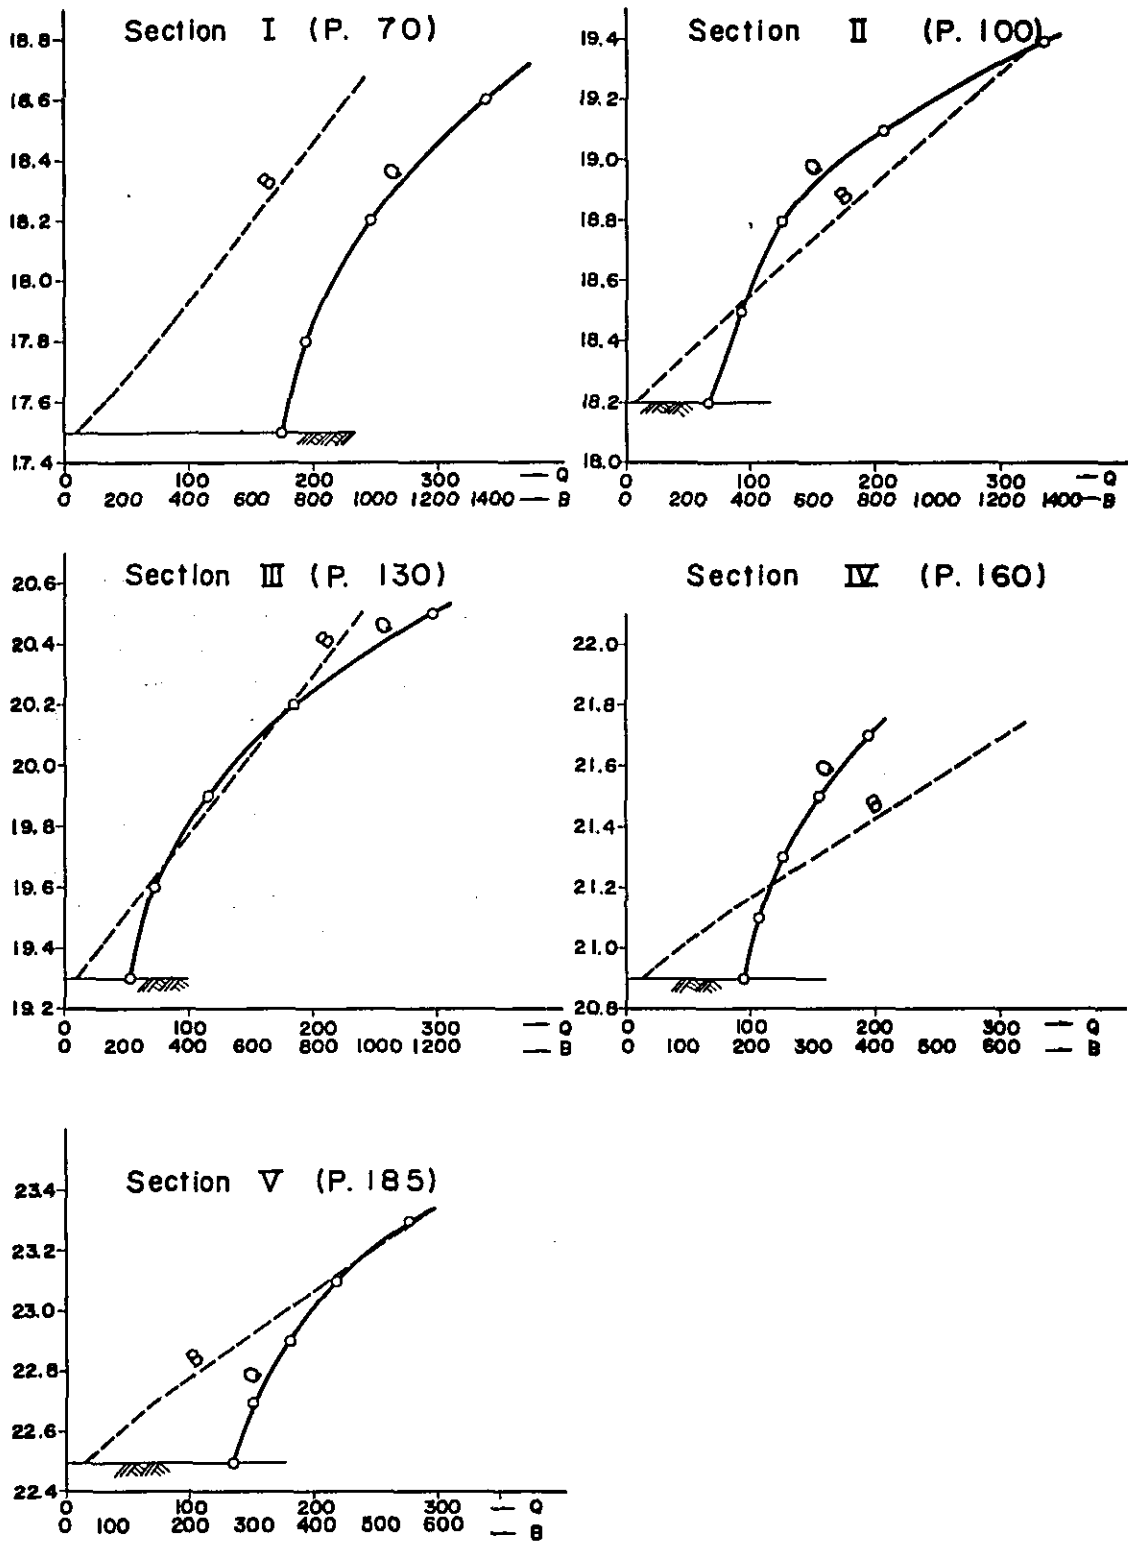 Section I (P. 70)
18.8
18.6
18.4
18.2
18.0
17.8
17.6
17.4
B
Q
0 100 200 300 — Q
0 200 400 600 800 1000 1200 1400 — B
Section II (P. 100)
19.4
19.2
19.0
18.8
18.6
18.4
18.2
18.0
Q
B
0 100 200 300 — Q
0 200 400 600 800 1000 1200 1400 — B
Section III (P. 130)
20.6
20.4
20.2
20.0
19.8
19.6
19.4
19.2
B
Q
0 100 200 300 — Q
0 200 400 600 800 1000 1200 — B
Section IV (P. 160)
22.0
21.8
21.6
21.4
21.2
21.0
20.8
Q
B
0 100 200 300 — Q
0 100 200 300 400 500 600 — B
Section V (P. 185)
23.4
23.2
23.0
22.8
22.6
22.4
B
Q
0 100 200 300 — Q
0 100 200 300 400 500 600 — B